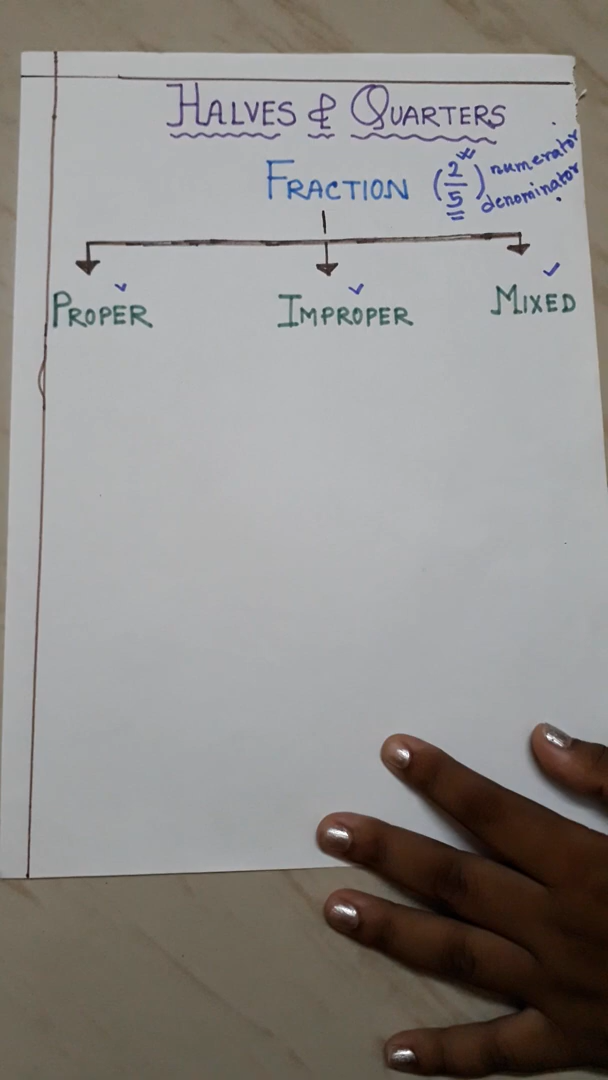 HALVES & QUARTERS
FRACTION (2/5) numerator
denominator
PROPER IMPROPER MIXED